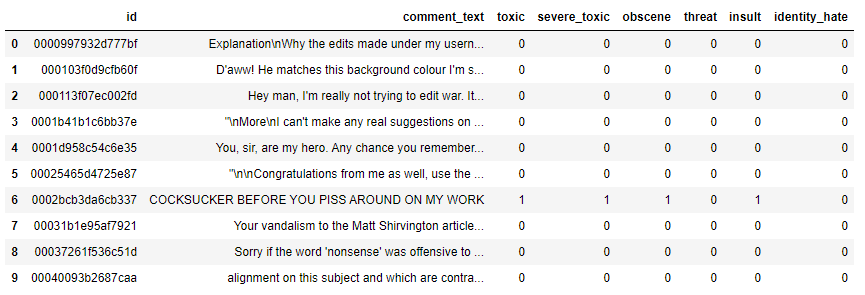 id comment_text toxic severe_toxic obscene threat insult identity_hate
0 0000997932d777bf Explanation\nWhy the edits made under my usern... 0 0 0 0 0 0
1 000103f0d9cfb60f D'aww! He matches this background colour I'm s... 0 0 0 0 0 0
2 000113f07ec002fd Hey man, I'm really not trying to edit war. It... 0 0 0 0 0 0
3 0001b41b1c6bb37e "\nMore\nI can't make any real suggestions on ... 0 0 0 0 0 0
4 0001d958c54c6e35 You, sir, are my hero. Any chance you remember... 0 0 0 0 0 0
5 00025465d4725e87 "\n\nCongratulations from me as well, use the ... 0 0 0 0 0 0
6 0002bcb3da6cb337 COCKSUCKER BEFORE YOU PISS AROUND ON MY WORK 1 1 1 0 1 0
7 00031b1e95af7921 Your vandalism to the Matt Shirvington article... 0 0 0 0 0 0
8 00037261f536c51d Sorry if the word 'nonsense' was offensive to ... 0 0 0 0 0 0
9 00040093b2687caa alignment on this subject and which are contra... 0 0 0 0 0 0